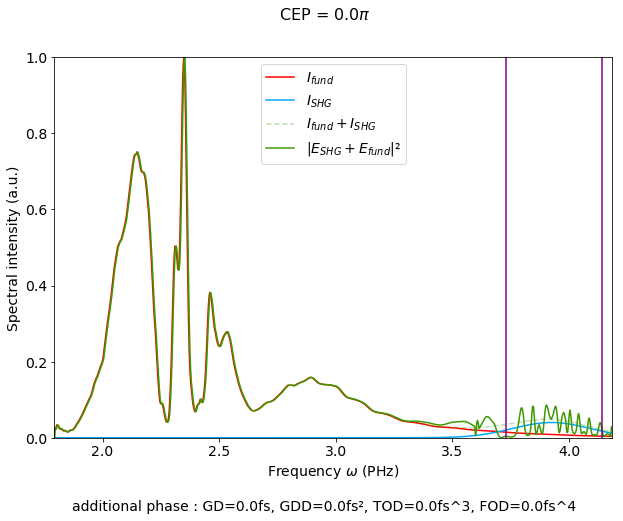 CEP = 0.0π
1.0
0.8
0.6
0.4
0.2
0.0
Spectral intensity (a.u.)
I_fund
I_SHG
I_fund + I_SHG
|E_SHG + E_fund|²
2.0 2.5 3.0 3.5 4.0
Frequency ω (PHz)
additional phase : GD=0.0fs, GDD=0.0fs², TOD=0.0fs^3, FOD=0.0fs^4